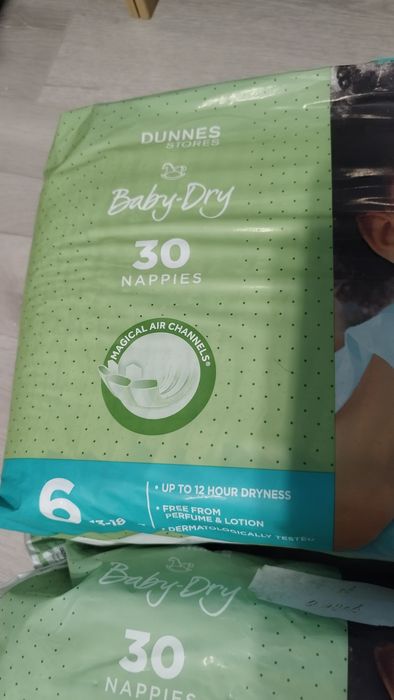 DUNNES
STORES
Baby-Dry
30
NAPPIES
MAGICAL AIR CHANNELS®
6 13-18
• UP TO 12 HOUR DRYNESS
• FREE FROM
PERFUME & LOTION
• DERMATOLOGICALLY TESTED
Baby-Dry
30
NAPPIES